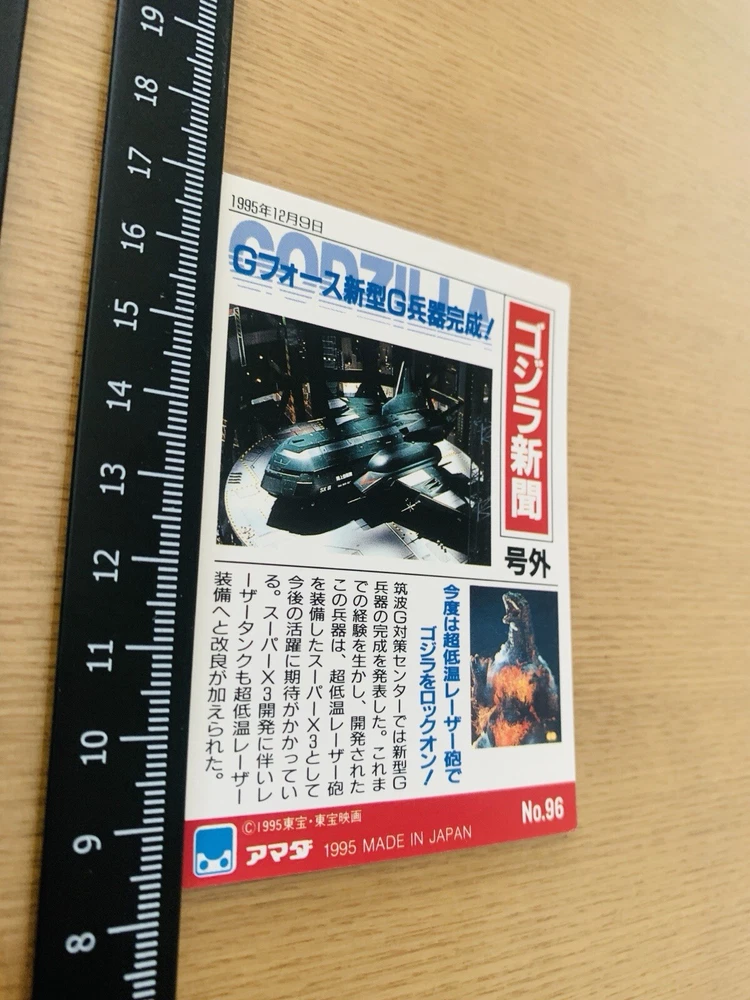 19
18
17
16
15
14
13
12
11
10
9
8
1995年12月9日
GODZILLA
Gフォース新型G兵器完成!
ゴジラ新聞
号外
今度は超低温レーザー砲で
ゴジラをロックオン!
筑波G対策センターでは新型G
兵器の完成を発表した。これま
での経験を生かし、開発された
この兵器は、超低温レーザー砲
を装備したスーパーX3として
今後の活躍に期待がかかってい
る。スーパーX3開発に伴いレ
ーザータンクも超低温レーザー
装備へと改良が加えられた。
©1995東宝・東宝映画
アマダ 1995 MADE IN JAPAN
No.96